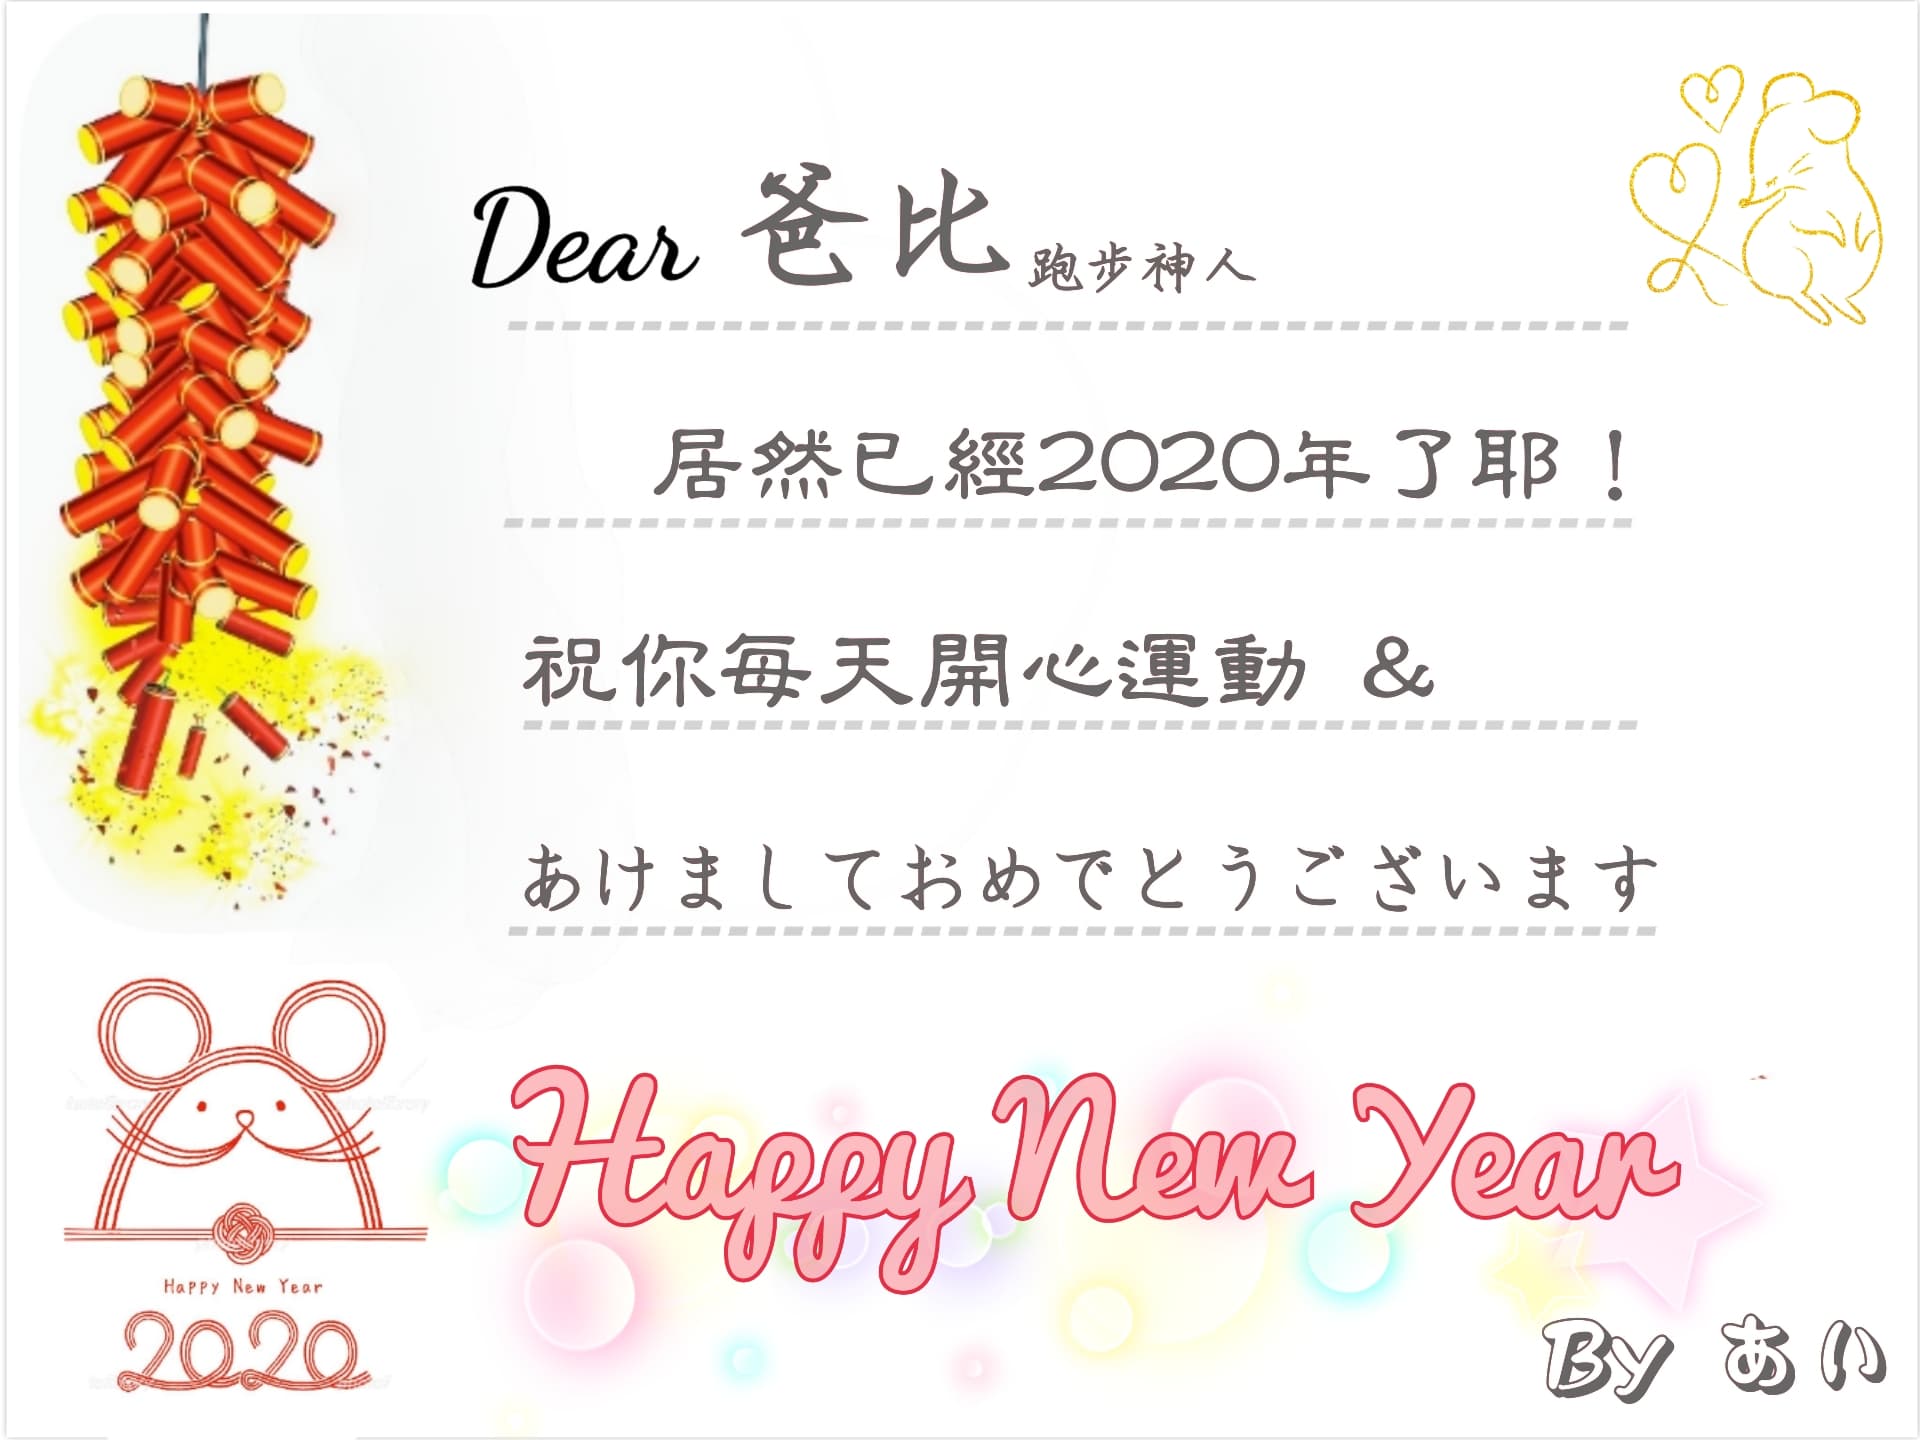 Dear 爸比 跑步神人
居然已經2020年了耶！
祝你每天開心運動 &
あけましておめでとうございます
Happy New Year
Happy New Year
2020
By あい